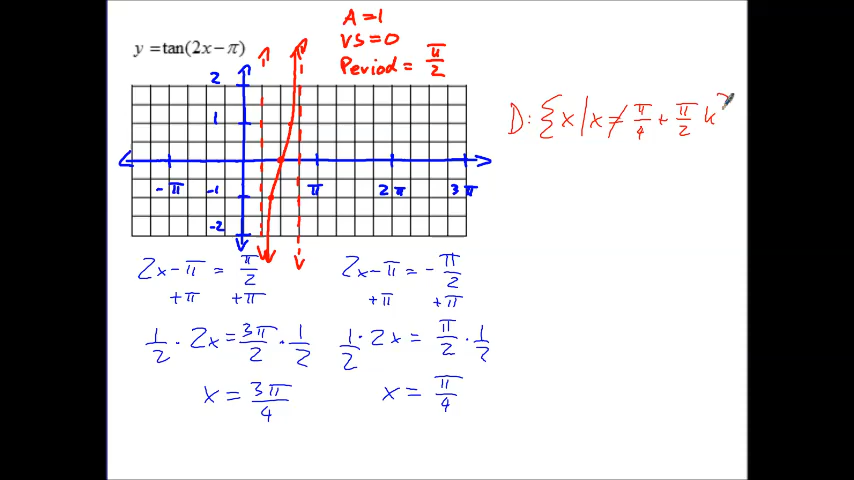 A = 1
VS = 0
Period = π/2
y = tan(2x − π)
D: {x | x ≠ π/4 + π/2 k
2
1
-π -1 π 2π 3π
-2
2x − π = π/2 2x − π = -π/2
+π +π +π +π
1/2 · 2x = 3π/2 · 1/2 1/2 · 2x = π/2 · 1/2
x = 3π/4 x = π/4